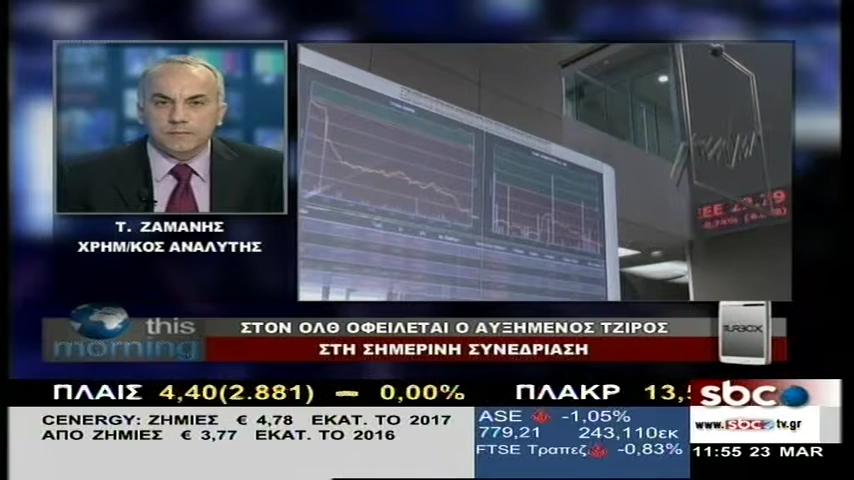 Τ. ΖΑΜΑΝΗΣ
ΧΡΗΜ/ΚΟΣ ΑΝΑΛΥΤΗΣ
this
morning
ΣΤΟΝ ΟΛΘ ΟΦΕΙΛΕΤΑΙ Ο ΑΥΞΗΜΕΝΟΣ ΤΖΙΡΟΣ
ΣΤΗ ΣΗΜΕΡΙΝΗ ΣΥΝΕΔΡΙΑΣΗ
ΠΛΑΙΣ 4,40(2.881) 0,00% ΠΛΑΚΡ
sbc
www.sbctv.gr
CENERGY: ΖΗΜΙΕΣ € 4,78 ΕΚΑΤ. ΤΟ 2017
ΑΠΟ ΖΗΜΙΕΣ € 3,77 ΕΚΑΤ. ΤΟ 2016
ASE -1,05%
779,21 243,110εκ
FTSE Τραπεζ -0,83%
11:55 23 MAR